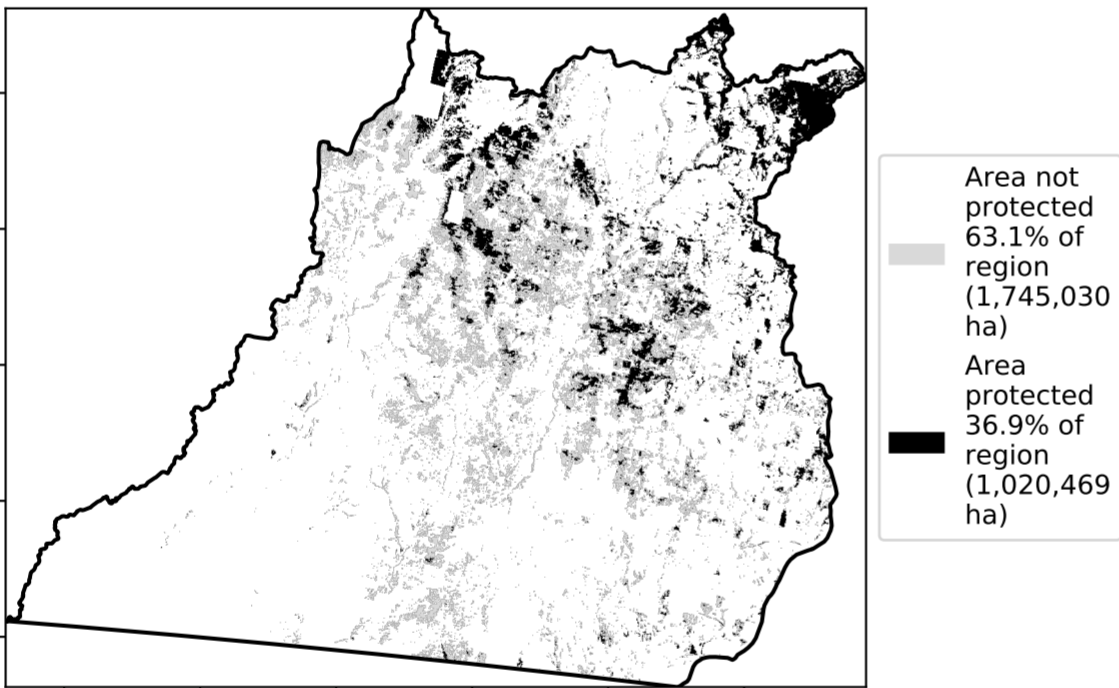 Area not
protected
63.1% of
region
(1,745,030
ha)
Area
protected
36.9% of
region
(1,020,469
ha)